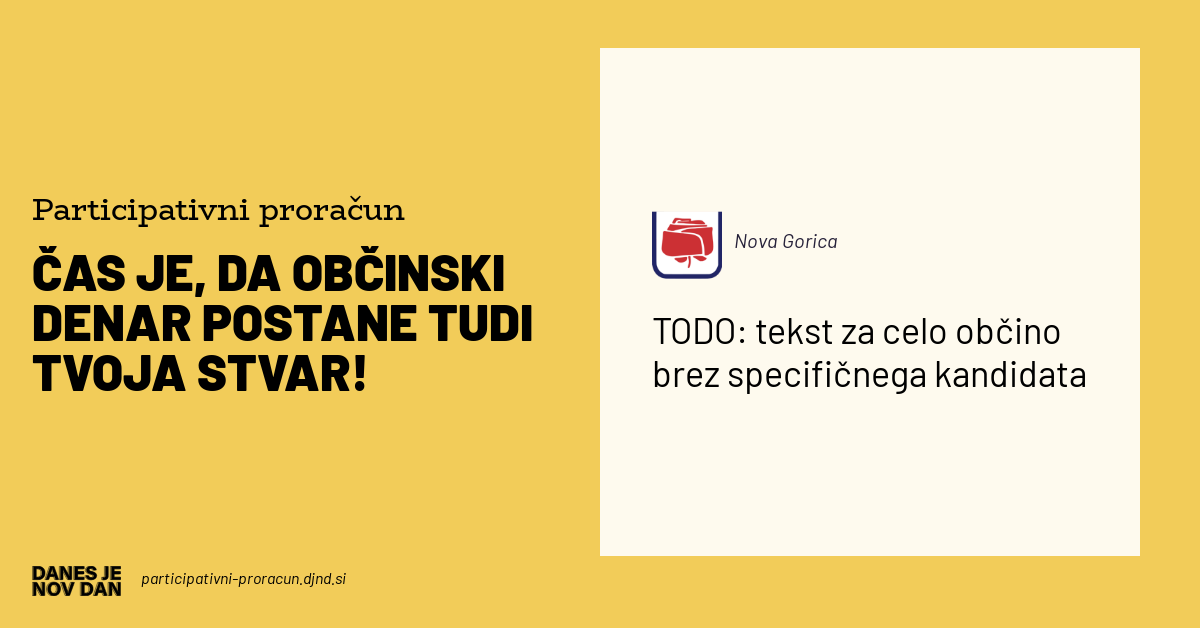 Participativni proračun
ČAS JE, DA OBČINSKI
DENAR POSTANE TUDI
TVOJA STVAR!
DANES JE
NOV DAN
participativni-proracun.djnd.si
Nova Gorica
TODO: tekst za celo občino
brez specifičnega kandidata